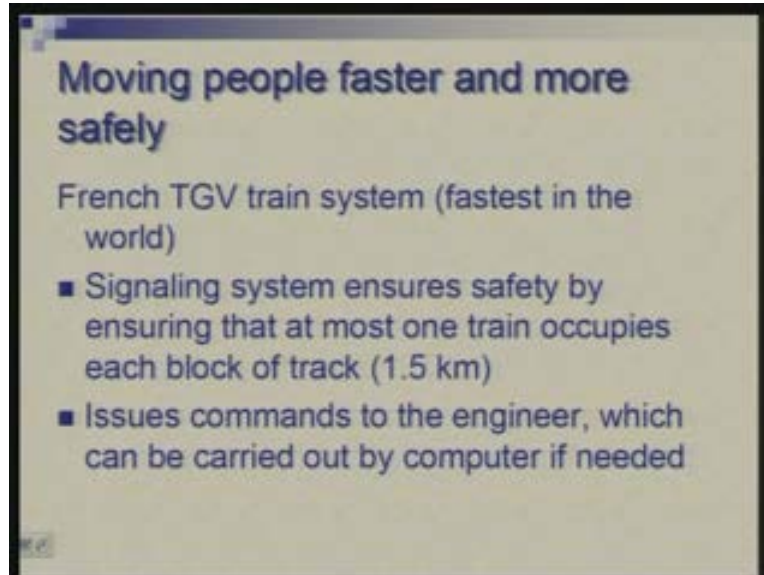 Moving people faster and more
safely
French TGV train system (fastest in the
world)
■ Signaling system ensures safety by
ensuring that at most one train occupies
each block of track (1.5 km)
■ Issues commands to the engineer, which
can be carried out by computer if needed